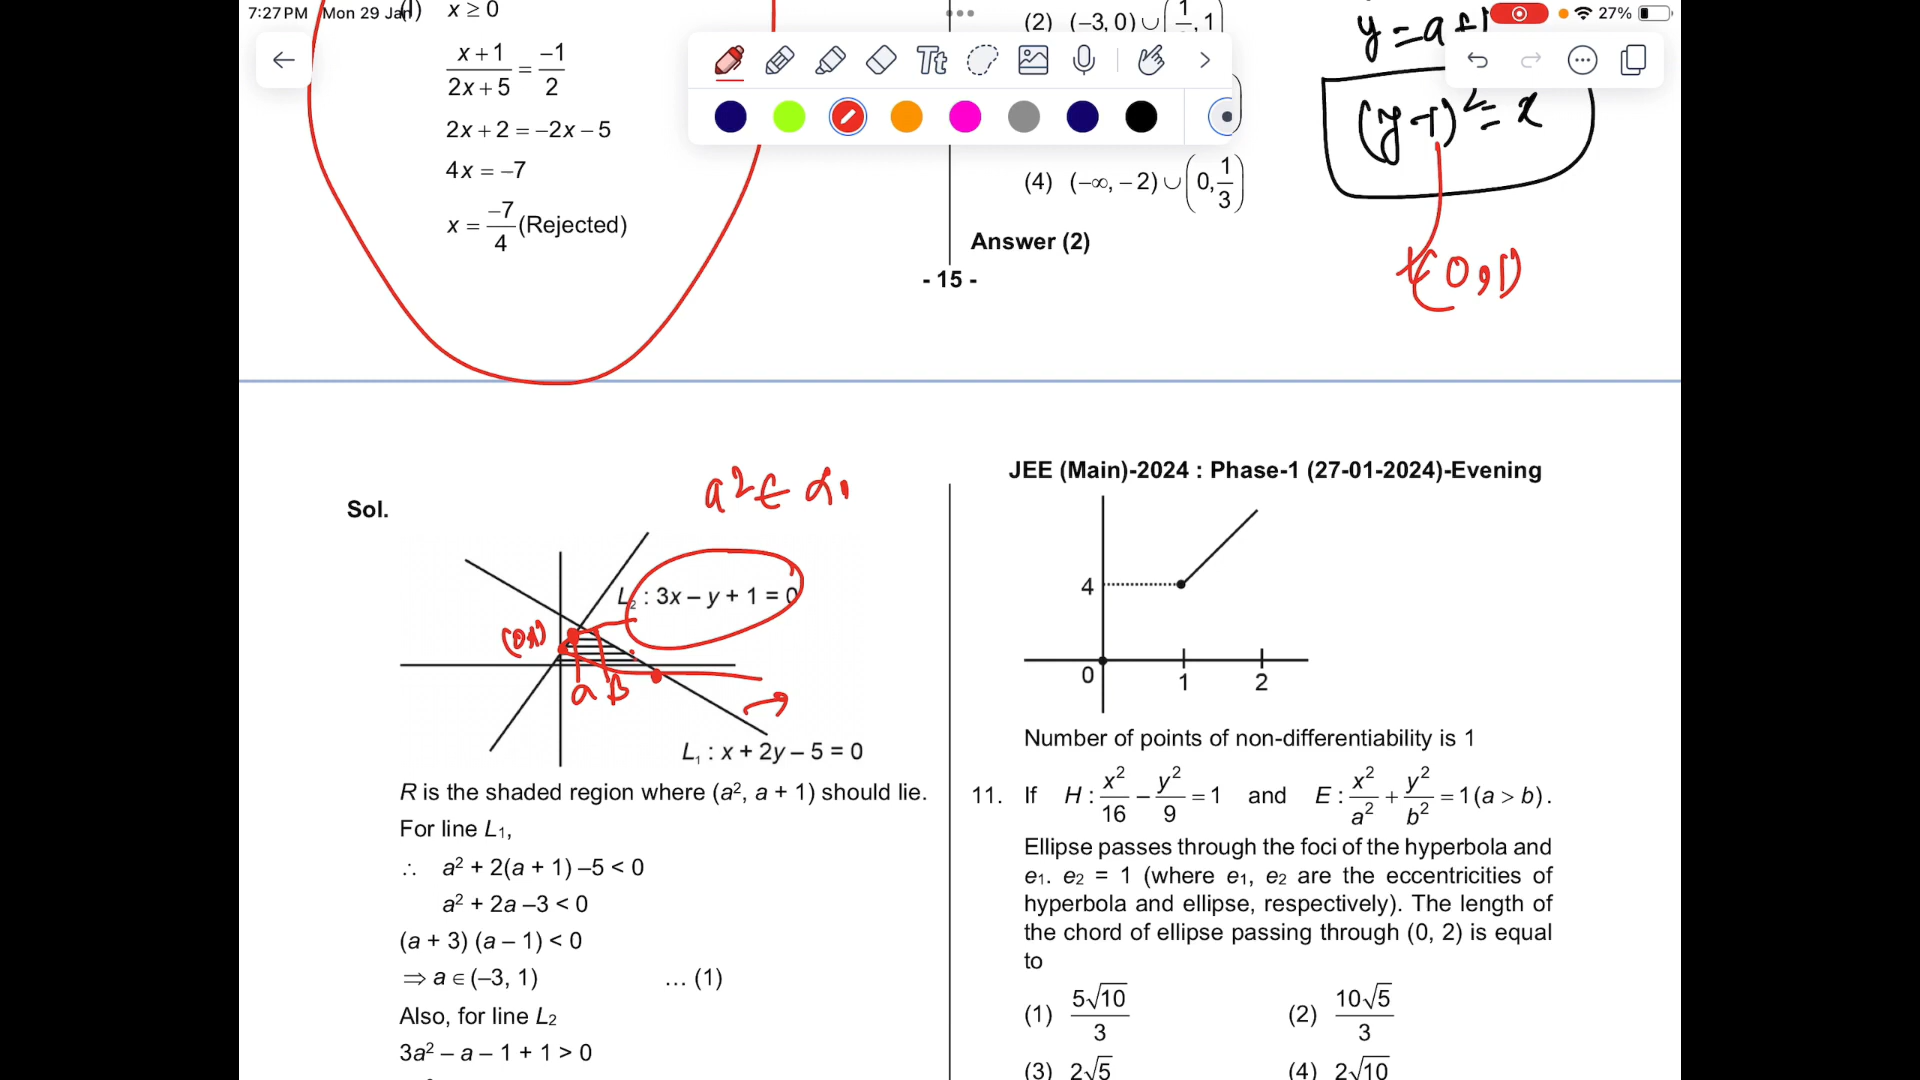 7:27 PM Mon 29 Jan
27%
x ≥ 0
(x + 1)/(2x + 5) = –1/2
2x + 2 = –2x – 5
4x = –7
x = –7/4 (Rejected)
(2) (–3, 0) ∪ (1/ , 1)
(4) (–∞, – 2) ∪ (0, 1/3)
Answer (2)
- 15 -
Tt
y = a+1
(y-1)² = x
(0,1)
Sol.
a² ∈
L₂ : 3x – y + 1 = 0
(0,1)
α β
L₁ : x + 2y – 5 = 0
R is the shaded region where (a², a + 1) should lie.
For line L₁,
∴ a² + 2(a + 1) –5 < 0
a² + 2a –3 < 0
(a + 3) (a – 1) < 0
⇒ a ∈ (–3, 1) ... (1)
Also, for line L₂
3a² – a – 1 + 1 > 0
JEE (Main)-2024 : Phase-1 (27-01-2024)-Evening
4
0 1 2
Number of points of non-differentiability is 1
11. If H : x²/16 – y²/9 = 1 and E : x²/a² + y²/b² = 1 (a > b).
Ellipse passes through the foci of the hyperbola and
e₁. e₂ = 1 (where e₁, e₂ are the eccentricities of
hyperbola and ellipse, respectively). The length of
the chord of ellipse passing through (0, 2) is equal
to
(1) 5√10/3 (2) 10√5/3
(3) 2√5 (4) 2√10